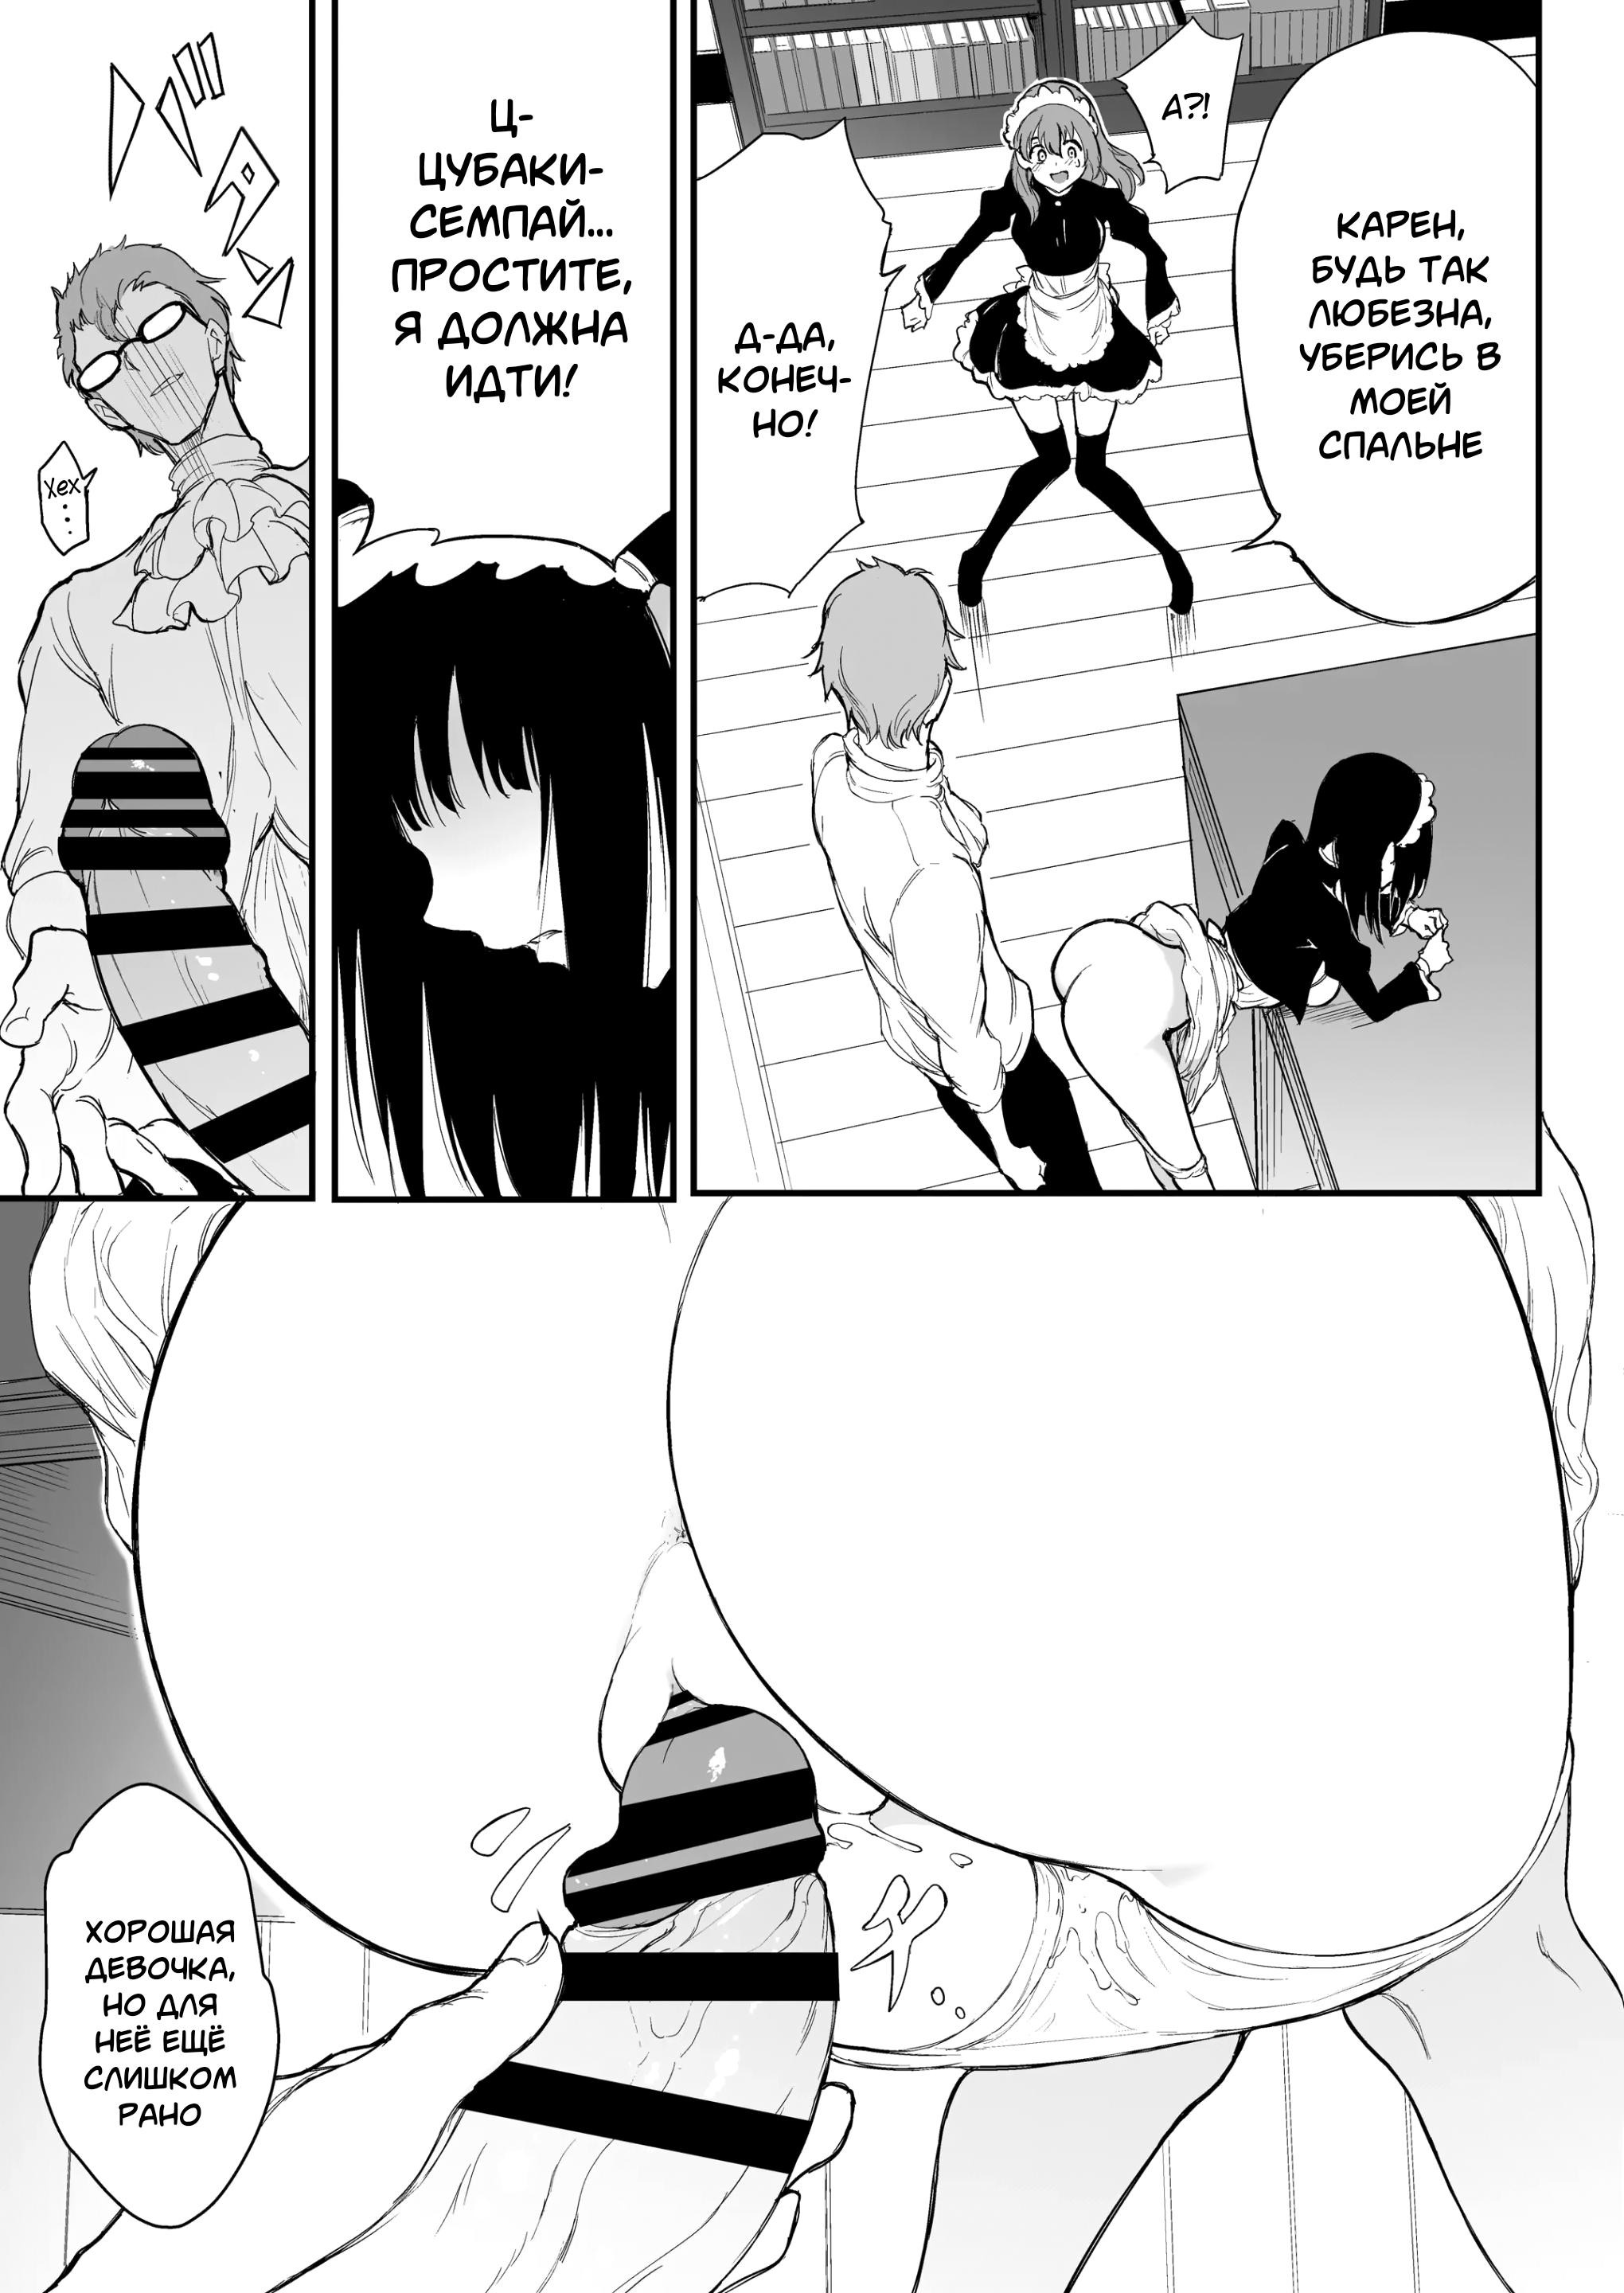 КАРЕН,
БУДЬ ТАК
ЛЮБЕЗНА,
УБЕРИСЬ В
МОЕЙ
СПАЛЬНЕ
А?!
Д-ДА,
КОНЕЧ-
НО!
Ц-
ЦУБАКИ-
СЕМПАЙ...
ПРОСТИТЕ,
Я ДОЛЖНА
ИДТИ!
Хех
...
ХОРОШАЯ
ДЕВОЧКА,
НО ДЛЯ
НЕЁ ЕЩЁ
СЛИШКОМ
РАНО